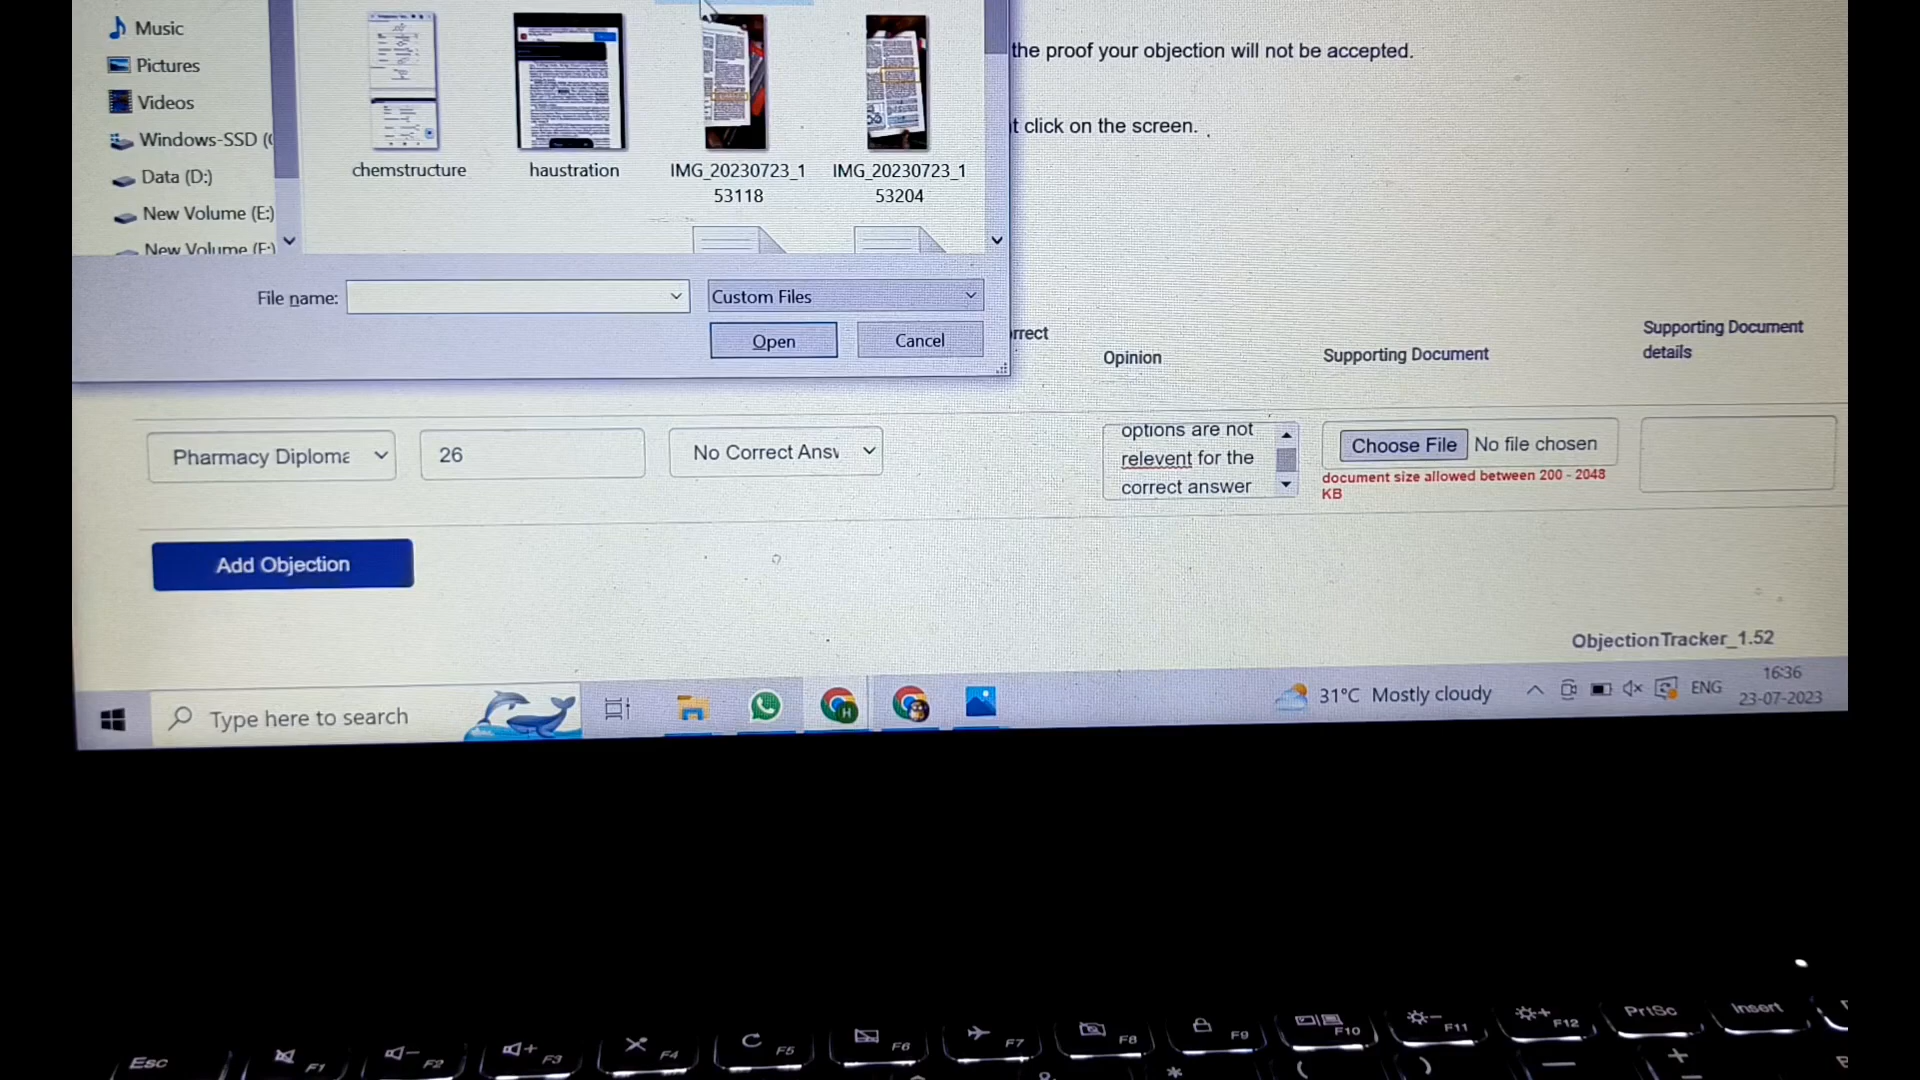 Music
Pictures
Videos
Windows-SSD (
Data (D:)
New Volume (E:)
New Volume (F:)
chemstructure
haustration
IMG_20230723_1
53118
IMG_20230723_1
53204
File name:
Custom Files
Open
Cancel
the proof your objection will not be accepted.
t click on the screen.
rrect
Opinion
Supporting Document
Supporting Document
details
Pharmacy Diploma
26
No Correct Answ
options are not
relevent for the
correct answer
Choose File No file chosen
document size allowed between 200 - 2048
KB
Add Objection
ObjectionTracker_1.52
Type here to search
H
31°C Mostly cloudy
ENG
16:36
23-07-2023
Esc
F1
F2
F3
F4
F5
F6
F7
F8
F9
F10
F11
F12
PrtSc
Insert